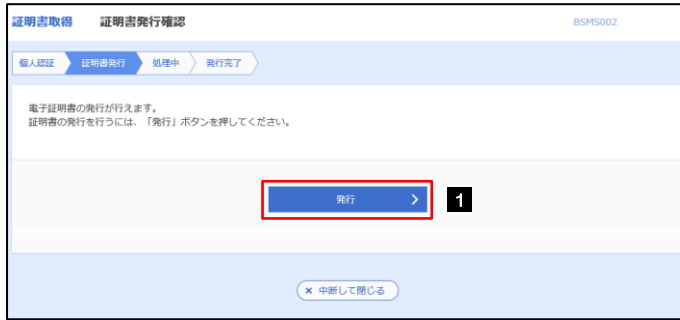 証明書取得 証明書発行確認 BSMS002
個人認証 証明書発行 処理中 発行完了
電子証明書の発行が行えます。
証明書の発行を行うには、「発行」ボタンを押してください。
発行 1
× 中断して閉じる